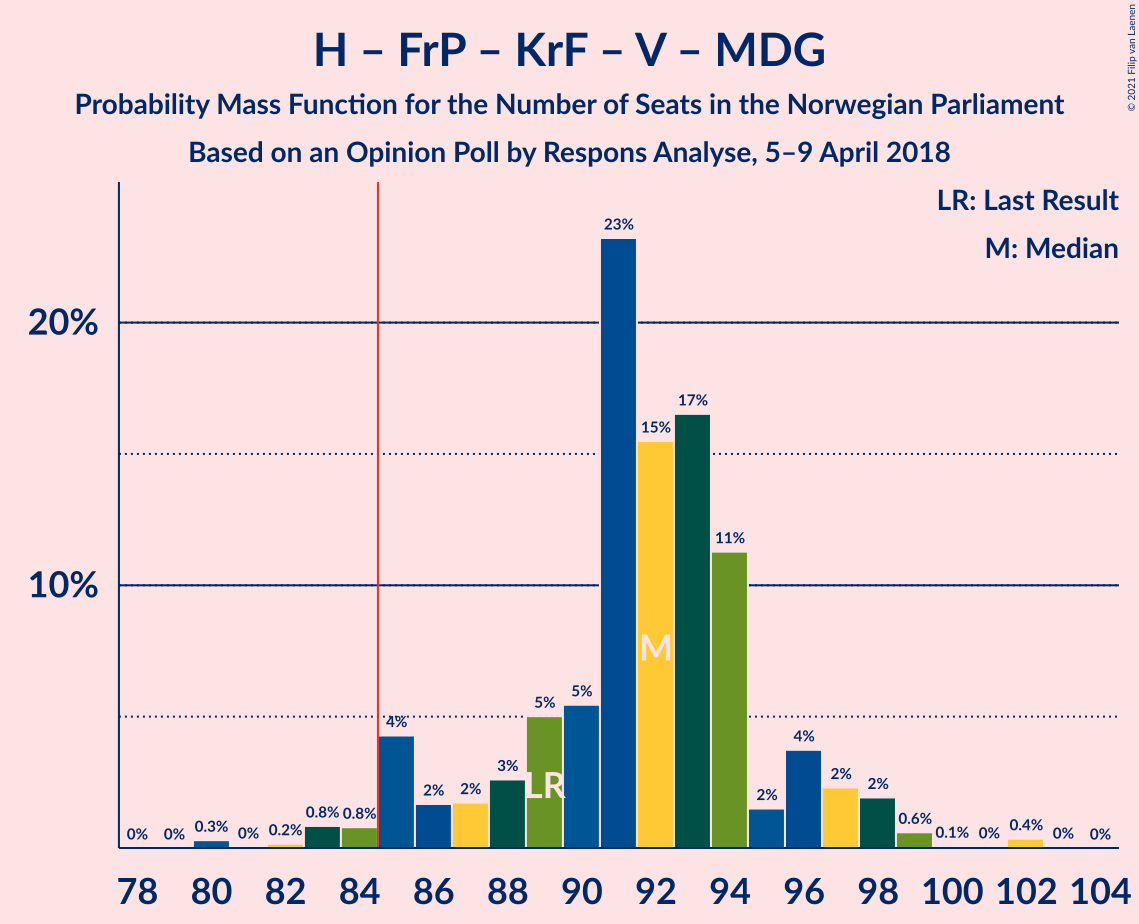 H – FrP – KrF – V – MDG
Probability Mass Function for the Number of Seats in the Norwegian Parliament
Based on an Opinion Poll by Respons Analyse, 5–9 April 2018
© 2021 Filip van Laenen
LR: Last Result
M: Median
20%
10%
0% 0% 0.3% 0% 0.2% 0.8% 0.8% 4% 2% 2% 3% 5% 5% 23% 15% 17% 11% 2% 4% 2% 2% 0.6% 0.1% 0% 0.4% 0% 0%
LR
M
78 80 82 84 86 88 90 92 94 96 98 100 102 104